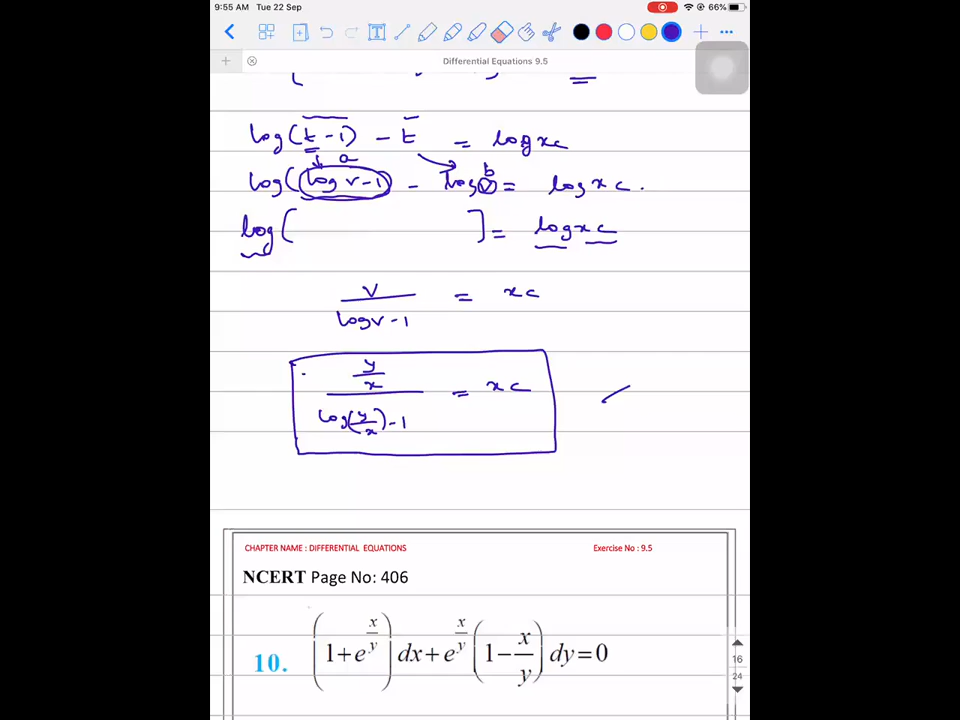 9:55 AM Tue 22 Sep
66%
Differential Equations 9.5
log(t-1) - t = log xc
a
b
log(log v-1) - log v = log xc.
log[ ] = log xc
v / log v-1 = xc
y/x / log(y/x)-1 = xc
CHAPTER NAME : DIFFERENTIAL EQUATIONS Exercise No : 9.5
NCERT Page No: 406
10. (1+e^{x/y}) dx+e^{x/y} (1-x/y) dy=0
16
24